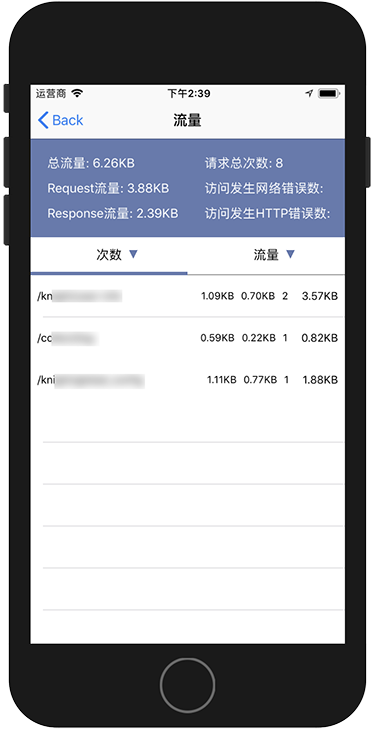 运营商 下午2:39
Back 流量
总流量: 6.26KB 请求总次数: 8
Request流量: 3.88KB 访问发生网络错误数:
Response流量: 2.39KB 访问发生HTTP错误数:
次数 ▼ 流量 ▼
/kn 1.09KB 0.70KB 2 3.57KB
/cc 0.59KB 0.22KB 1 0.82KB
/kni 1.11KB 0.77KB 1 1.88KB